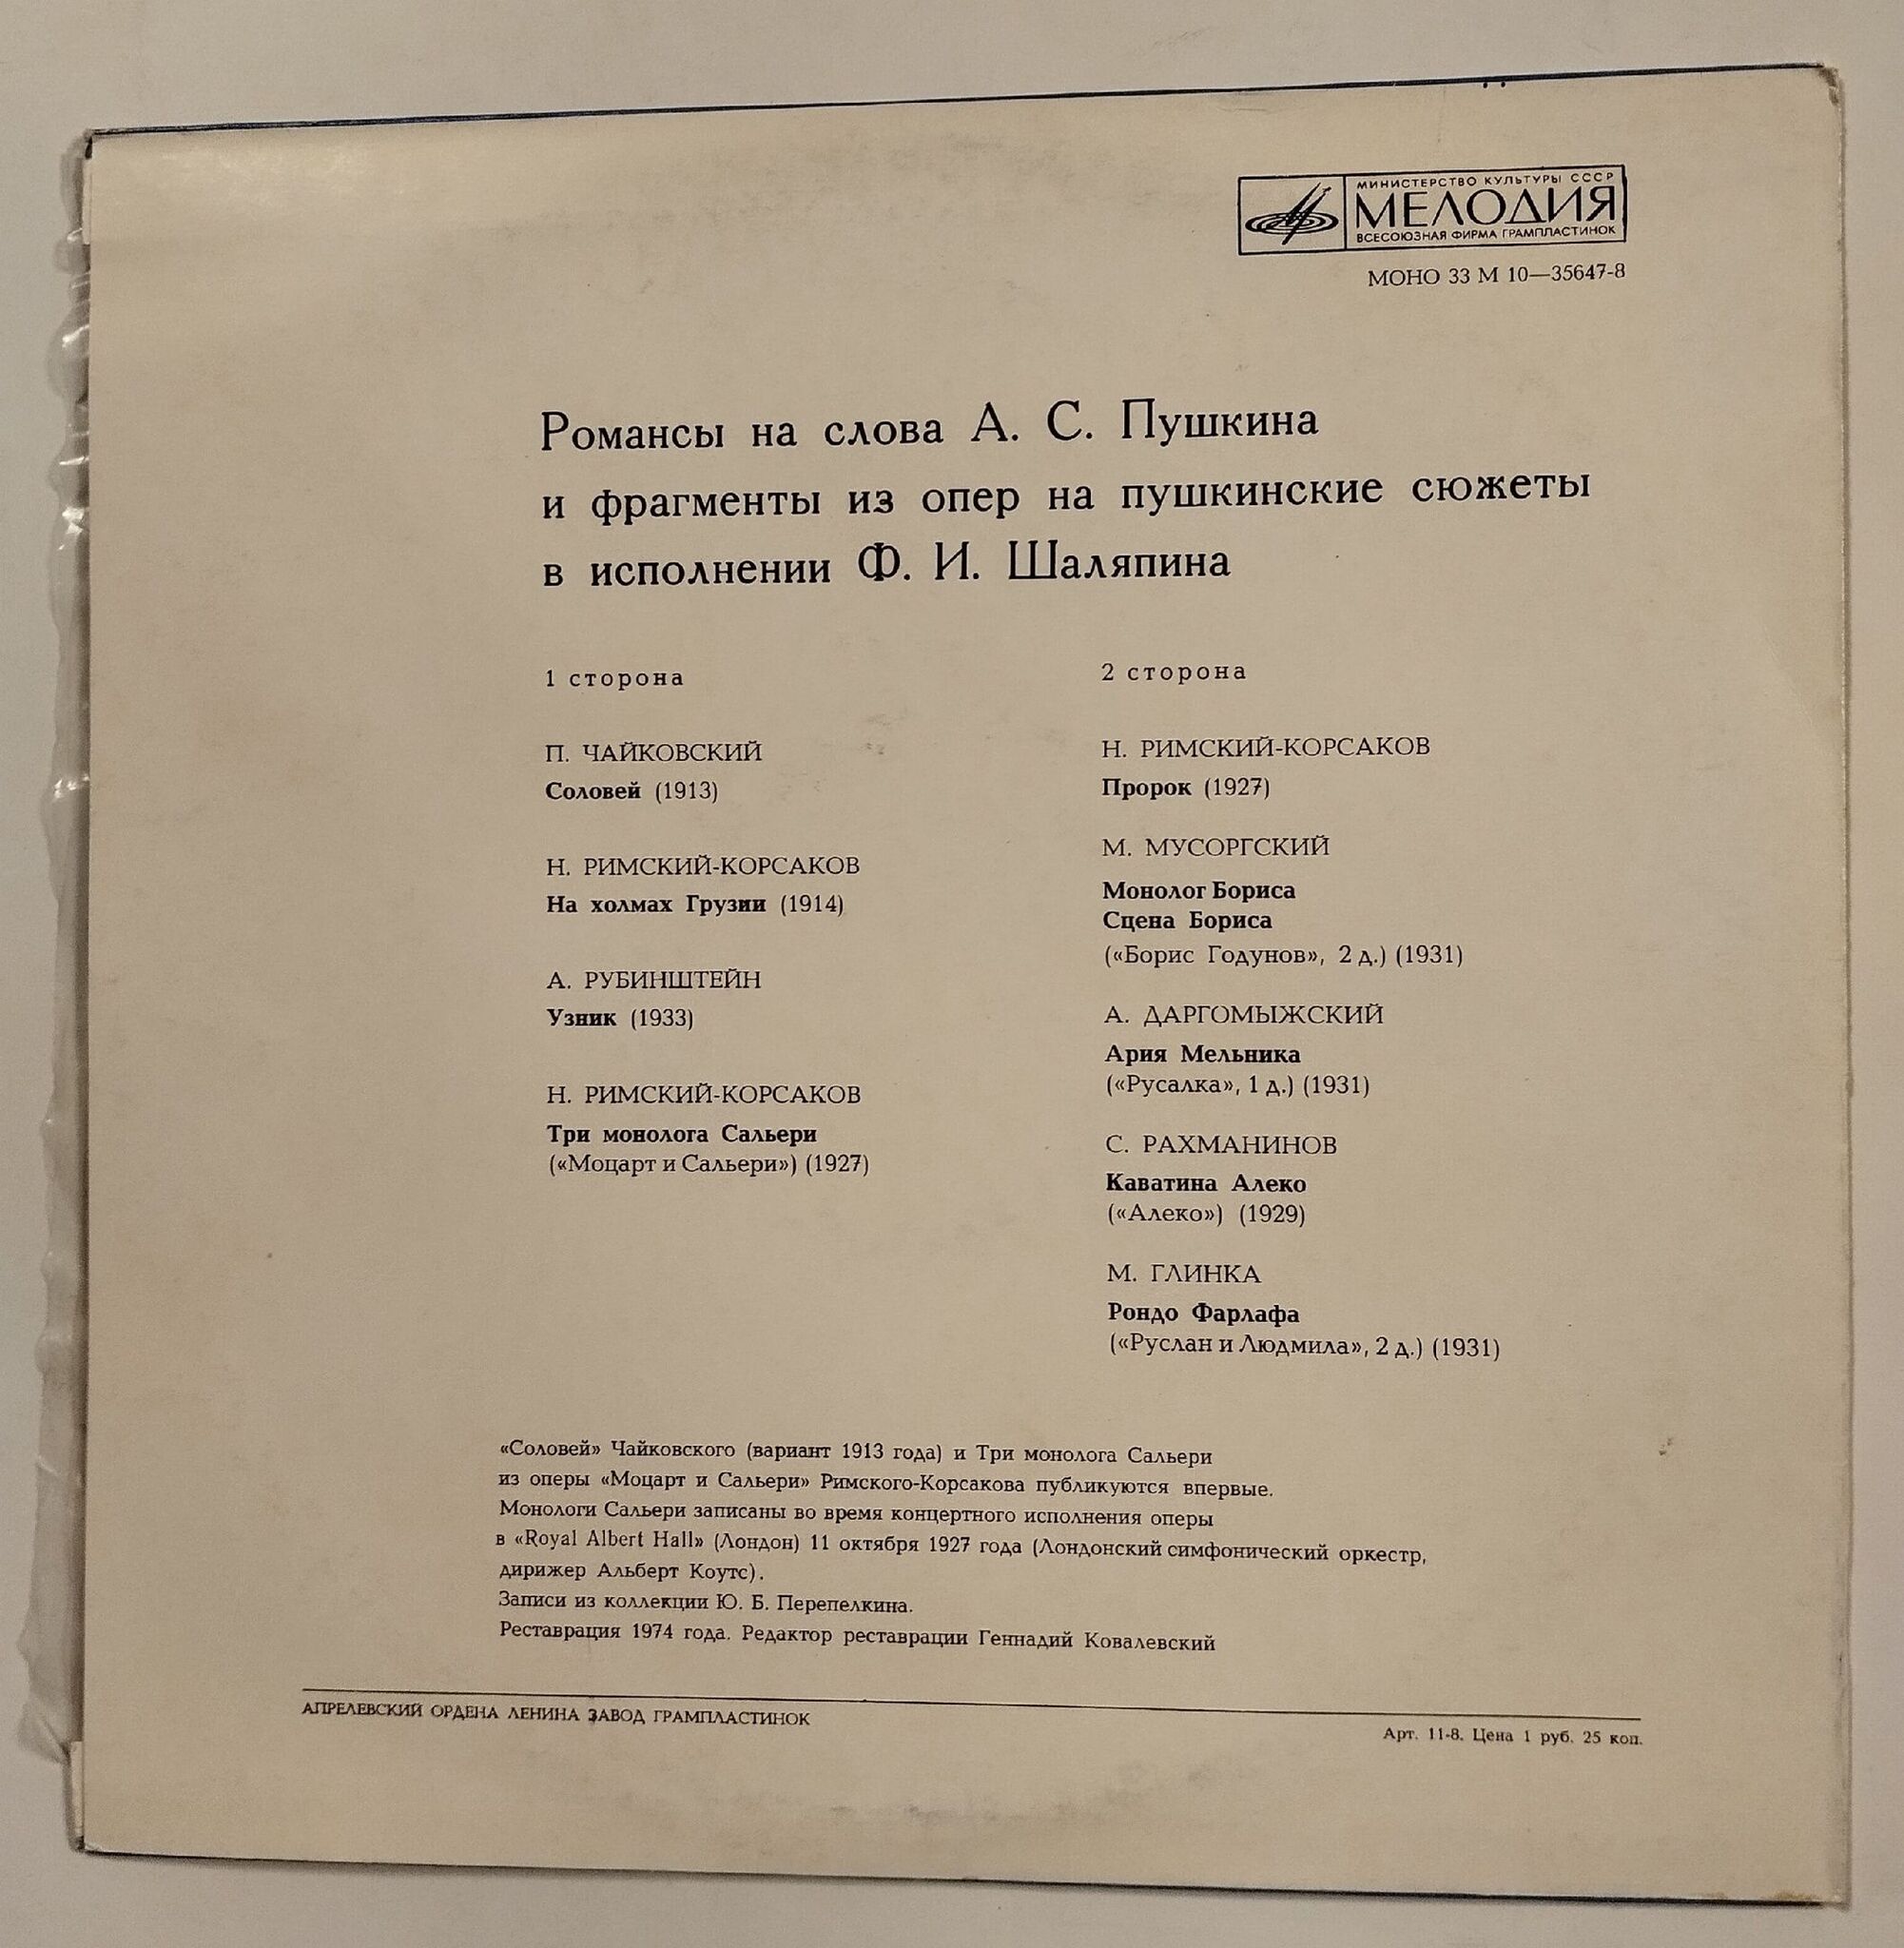 МИНИСТЕРСТВО КУЛЬТУРЫ СССР
МЕЛОДИЯ
ВСЕСОЮЗНАЯ ФИРМА ГРАМПЛАСТИНОК
МОНО 33 М 10—35647-8
Романсы на слова А. С. Пушкина
и фрагменты из опер на пушкинские сюжеты
в исполнении Ф. И. Шаляпина
1 сторона
П. ЧАЙКОВСКИЙ
Соловей (1913)
Н. РИМСКИЙ-КОРСАКОВ
На холмах Грузии (1914)
А. РУБИНШТЕЙН
Узник (1933)
Н. РИМСКИЙ-КОРСАКОВ
Три монолога Сальери
(«Моцарт и Сальери») (1927)
2 сторона
Н. РИМСКИЙ-КОРСАКОВ
Пророк (1927)
М. МУСОРГСКИЙ
Монолог Бориса
Сцена Бориса
(«Борис Годунов», 2 д.) (1931)
А. ДАРГОМЫЖСКИЙ
Ария Мельника
(«Русалка», 1 д.) (1931)
С. РАХМАНИНОВ
Каватина Алеко
(«Алеко») (1929)
М. ГЛИНКА
Рондо Фарлафа
(«Руслан и Людмила», 2 д.) (1931)
«Соловей» Чайковского (вариант 1913 года) и Три монолога Сальери
из оперы «Моцарт и Сальери» Римского-Корсакова публикуются впервые.
Монологи Сальери записаны во время концертного исполнения оперы
в «Royal Albert Hall» (Лондон) 11 октября 1927 года (Лондонский симфонический оркестр,
дирижер Альберт Коутс).
Записи из коллекции Ю. Б. Перепелкина.
Реставрация 1974 года. Редактор реставрации Геннадий Ковалевский
АПРЕЛЕВСКИЙ ОРДЕНА ЛЕНИНА ЗАВОД ГРАМПЛАСТИНОК
Арт. 11-8. Цена 1 руб. 25 коп.